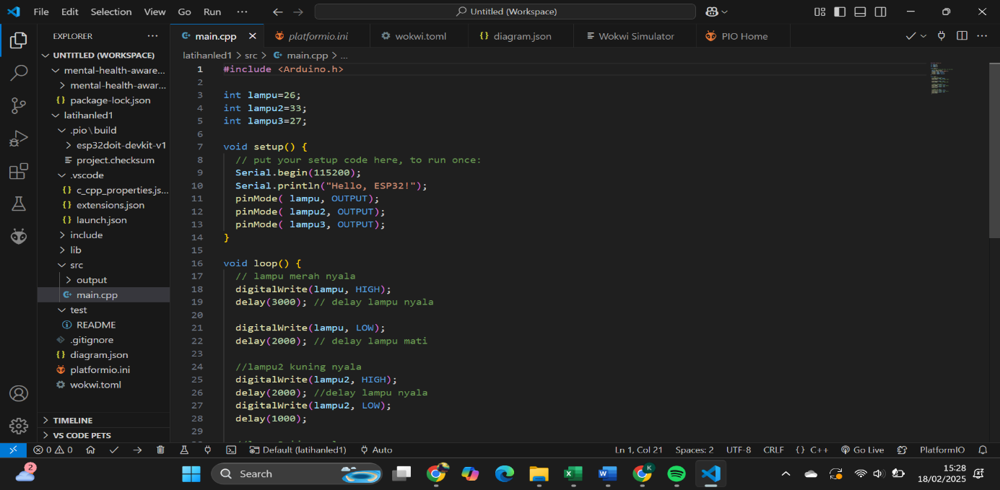 File Edit Selection View Go Run ··· Untitled (Workspace)
EXPLORER ···
UNTITLED (WORKSPACE)
mental-health-aware...
mental-health-awar...
package-lock.json
latihanled1
.pio\build
esp32doit-devkit-v1
project.checksum
.vscode
c_cpp_properties.js...
extensions.json
launch.json
include
lib
src
output
main.cpp
test
README
.gitignore
diagram.json
platformio.ini
wokwi.toml
TIMELINE
VS CODE PETS
main.cpp platformio.ini wokwi.toml diagram.json Wokwi Simulator PIO Home
latihanled1 > src > main.cpp > ...
1 #include <Arduino.h>
2
3 int lampu=26;
4 int lampu2=33;
5 int lampu3=27;
6
7 void setup() {
8 // put your setup code here, to run once:
9 Serial.begin(115200);
10 Serial.println("Hello, ESP32!");
11 pinMode( lampu, OUTPUT);
12 pinMode( lampu2, OUTPUT);
13 pinMode( lampu3, OUTPUT);
14 }
15
16 void loop() {
17 // lampu merah nyala
18 digitalWrite(lampu, HIGH);
19 delay(3000); // delay lampu nyala
20
21 digitalWrite(lampu, LOW);
22 delay(2000); // delay lampu mati
23
24 //lampu2 kuning nyala
25 digitalWrite(lampu2, HIGH);
26 delay(2000); //delay lampu nyala
27 digitalWrite(lampu2, LOW);
28 delay(1000);
29
0 0 Default (latihanled1) Auto Ln 1, Col 21 Spaces: 2 UTF-8 CRLF {} C++ Go Live PlatformIO
2 Search 15:28
18/02/2025